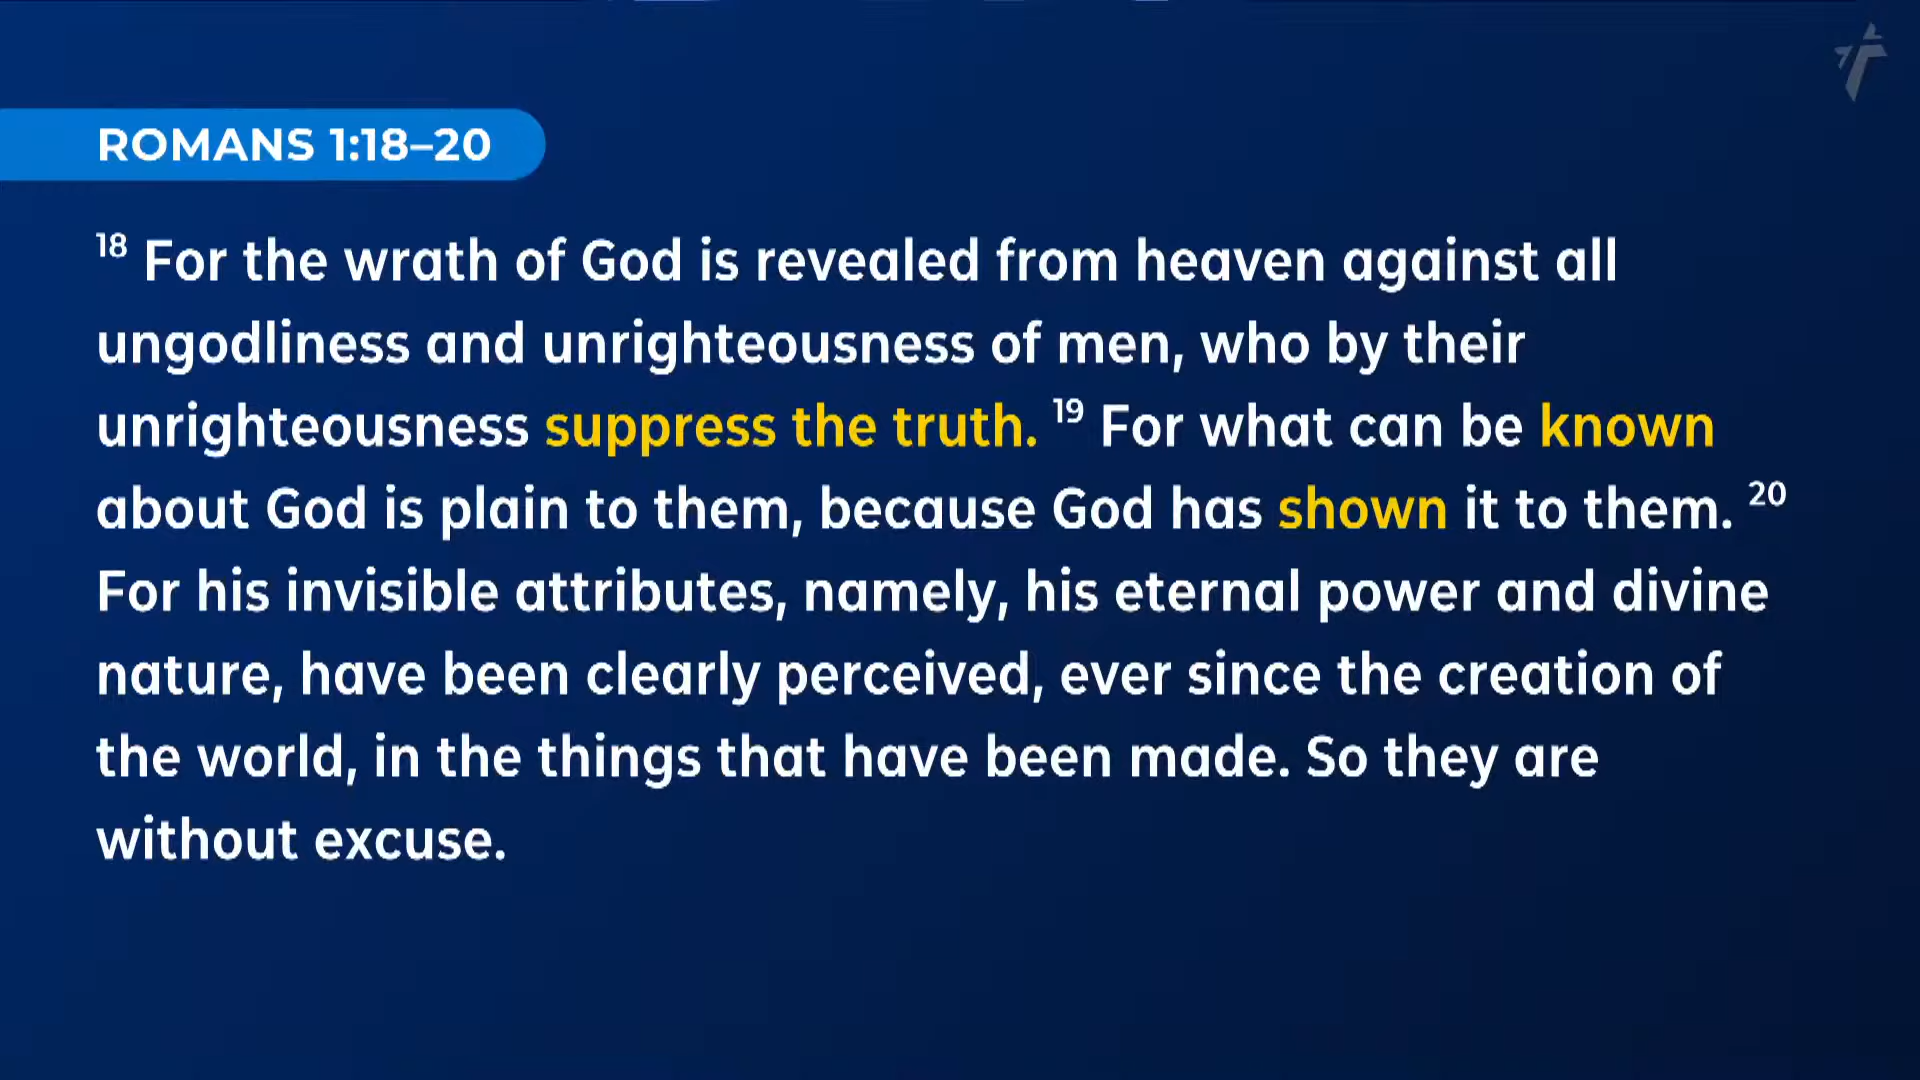 ROMANS 1:18–20
18 For the wrath of God is revealed from heaven against all
ungodliness and unrighteousness of men, who by their
unrighteousness suppress the truth. 19 For what can be known
about God is plain to them, because God has shown it to them. 20
For his invisible attributes, namely, his eternal power and divine
nature, have been clearly perceived, ever since the creation of
the world, in the things that have been made. So they are
without excuse.